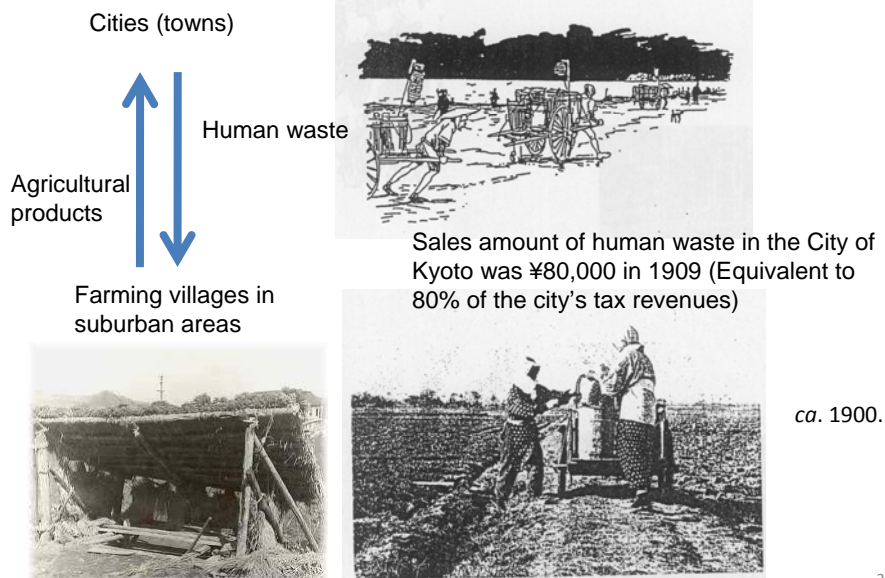 Cities (towns)
Human waste
Agricultural
products
Sales amount of human waste in the City of
Kyoto was ¥80,000 in 1909 (Equivalent to
80% of the city's tax revenues)
Farming villages in
suburban areas
ca. 1900.